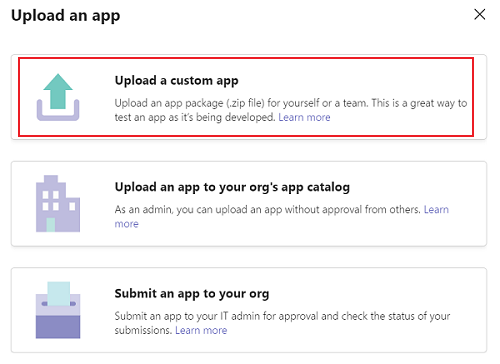 Upload an app
Upload a custom app
Upload an app package (.zip file) for yourself or a team. This is a great way to
test an app as it's being developed. Learn more
Upload an app to your org's app catalog
As an admin, you can upload an app without approval from others. Learn
more
Submit an app to your org
Submit an app to your IT admin for approval and check the status of your
submissions. Learn more